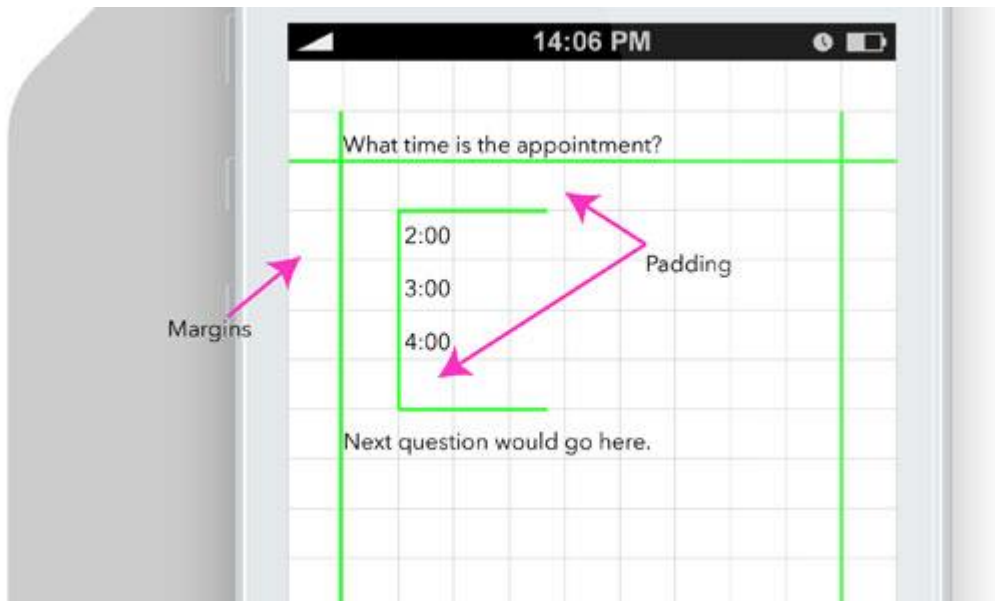 14:06 PM
What time is the appointment?
2:00
Padding
3:00
Margins
4:00
Next question would go here.